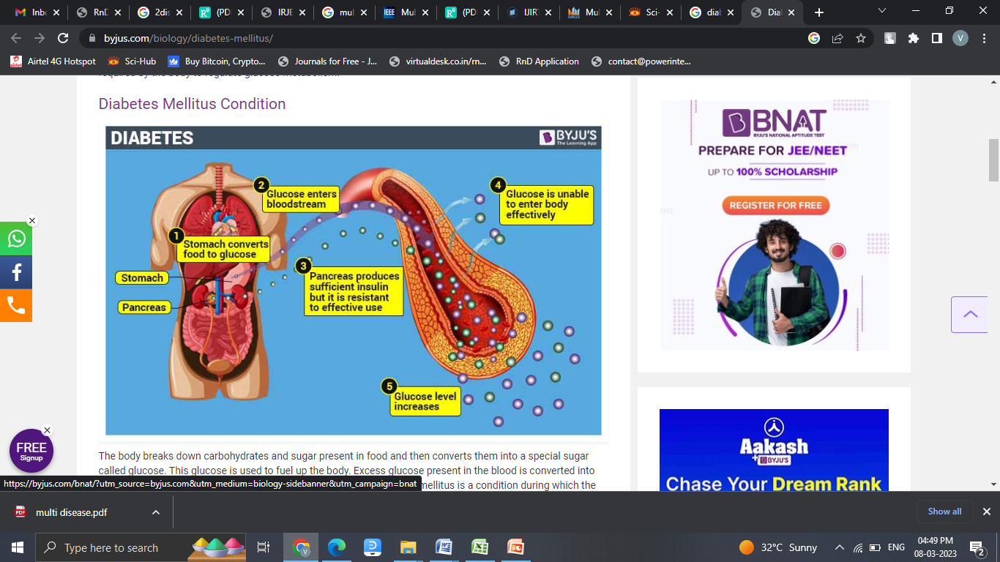 Inbo
RnD
2dis
(PD
IRJE
mul
Mul
(PD
IJIRT
Mul
Sci-
diab
Dial
byjus.com/biology/diabetes-mellitus/
V
Airtel 4G Hotspot
Sci-Hub
Buy Bitcoin, Crypto...
Journals for Free - J...
virtualdesk.co.in/rn...
RnD Application
contact@powerinte...
required by the body to regulate glucose metabolism.
Diabetes Mellitus Condition
DIABETES
BYJU'S
The Learning App
2
Glucose enters
bloodstream
4
Glucose is unable
to enter body
effectively
1
Stomach converts
food to glucose
3
Pancreas produces
sufficient insulin
but it is resistant
to effective use
Stomach
Pancreas
5
Glucose level
increases
The body breaks down carbohydrates and sugar present in food and then converts them into a special sugar
called glucose. This glucose is used to fuel up the body. Excess glucose present in the blood is converted into
mellitus is a condition during which the
BNAT
BYJU'S NATIONAL APTITUDE TEST
PREPARE FOR JEE/NEET
UP TO 100% SCHOLARSHIP
REGISTER FOR FREE
Aakash
+ BYJU'S
Chase Your Dream Rank
FREE
Signup
https://byjus.com/bnat/?utm_source=byjus.com&utm_medium=biology-sidebanner&utm_campaign=bnat
PDF
multi disease.pdf
Show all
Type here to search
32°C Sunny
ENG
04:49 PM
08-03-2023
2